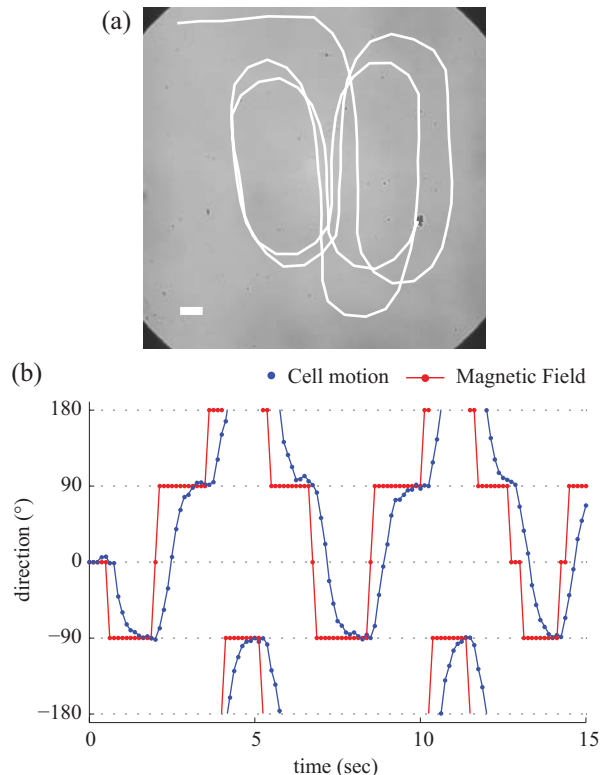 (a)
(b)
Cell motion
Magnetic Field
180
90
0
−90
−180
direction (°)
0
5
10
15
time (sec)